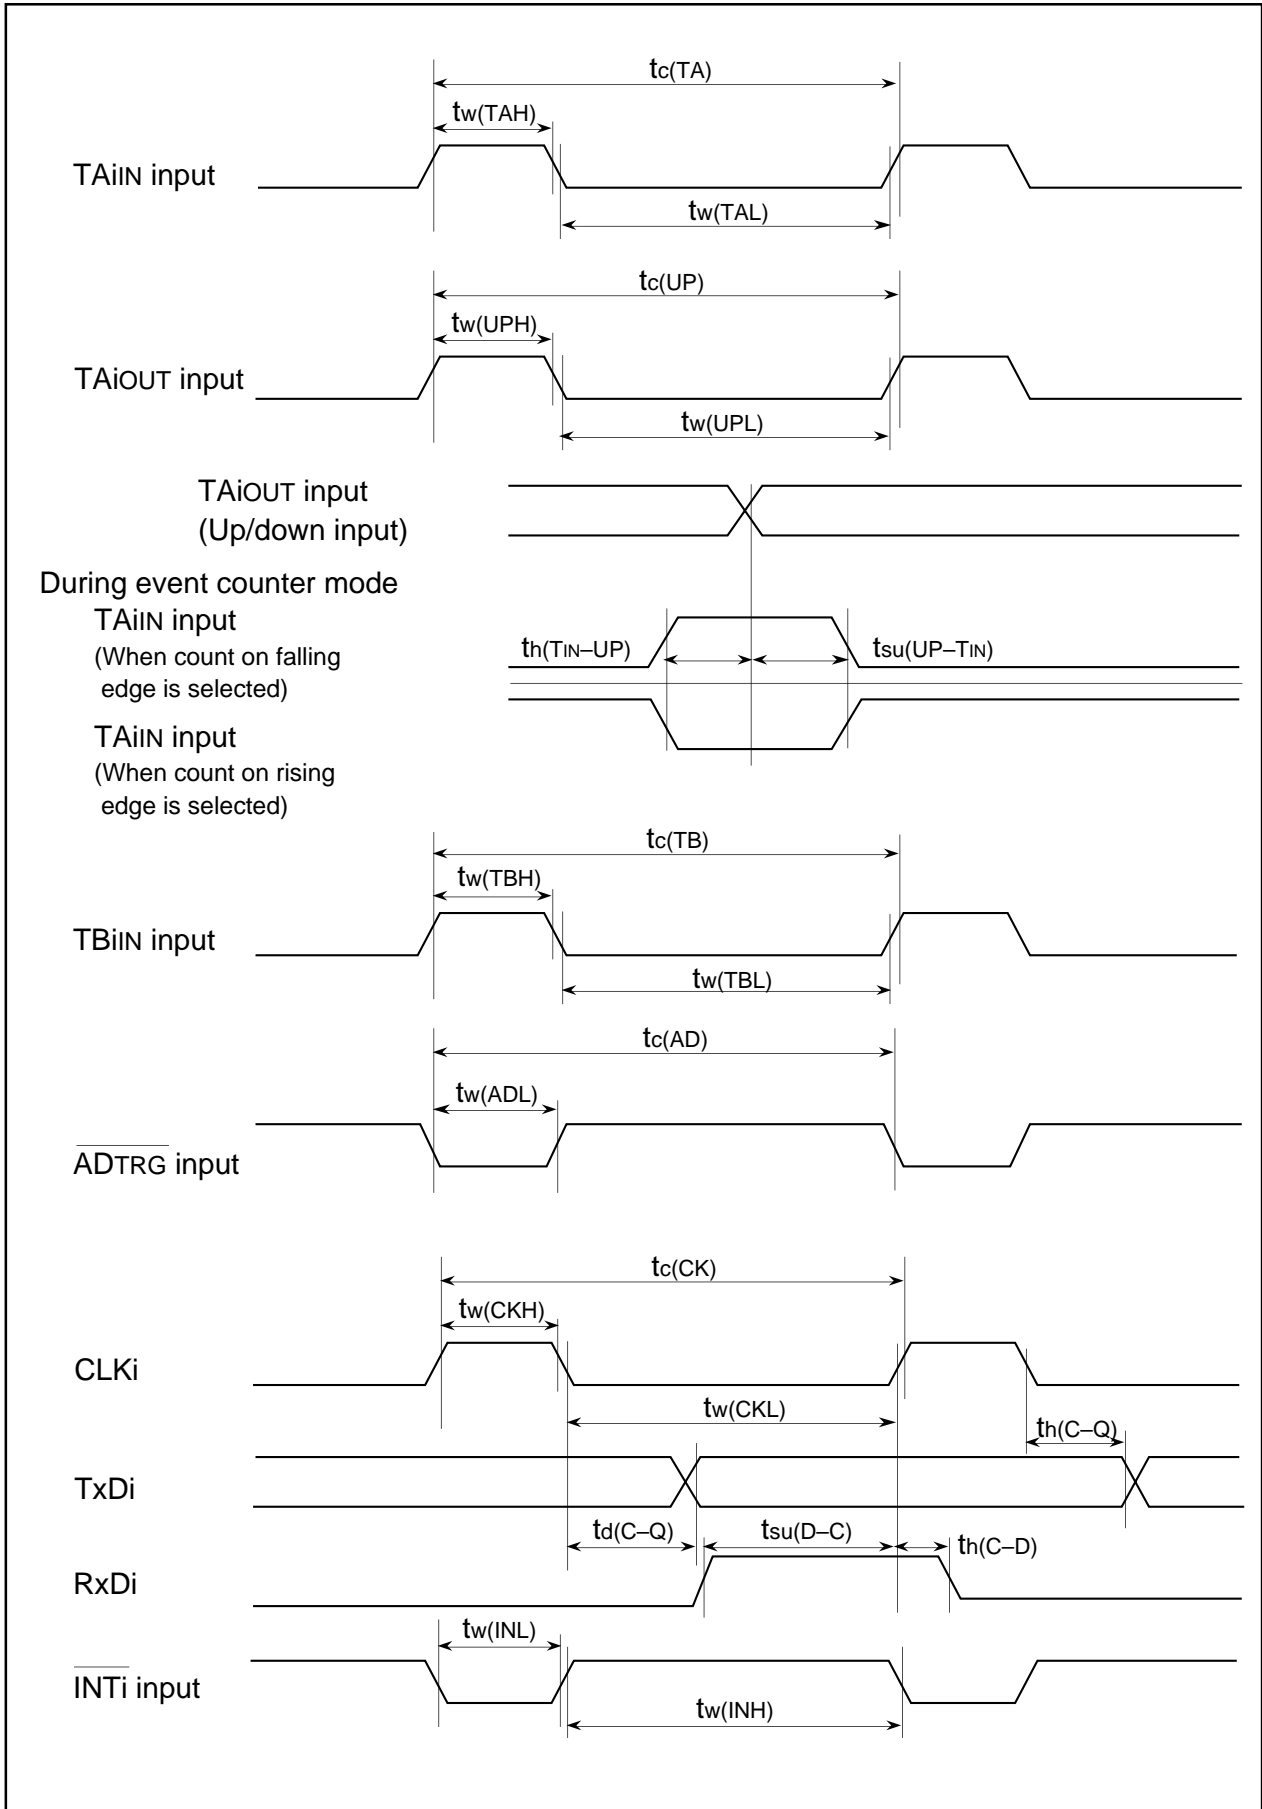 tc(TA)
tw(TAH)
TAiIN input
tw(TAL)
tc(UP)
tw(UPH)
TAiOUT input
tw(UPL)
TAiOUT input
(Up/down input)
During event counter mode
TAiIN input
(When count on falling
edge is selected)
th(TIN–UP)
tsu(UP–TIN)
TAiIN input
(When count on rising
edge is selected)
tc(TB)
tw(TBH)
TBiIN input
tw(TBL)
tc(AD)
tw(ADL)
ADTRG input
tc(CK)
tw(CKH)
CLKi
tw(CKL)
th(C–Q)
TxDi
td(C–Q)
tsu(D–C)
th(C–D)
RxDi
tw(INL)
INTi input
tw(INH)